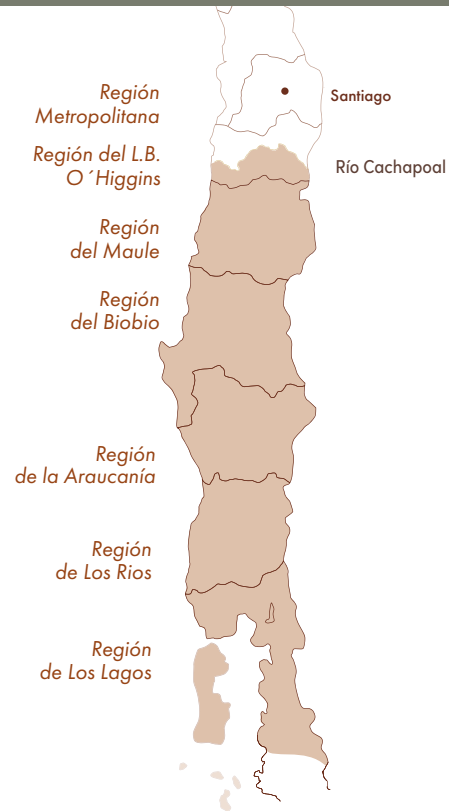 Región
Metropolitana
Santiago
Región del L.B.
O´Higgins
Río Cachapoal
Región
del Maule
Región
del Biobio
Región
de la Araucanía
Región
de Los Rios
Región
de Los Lagos